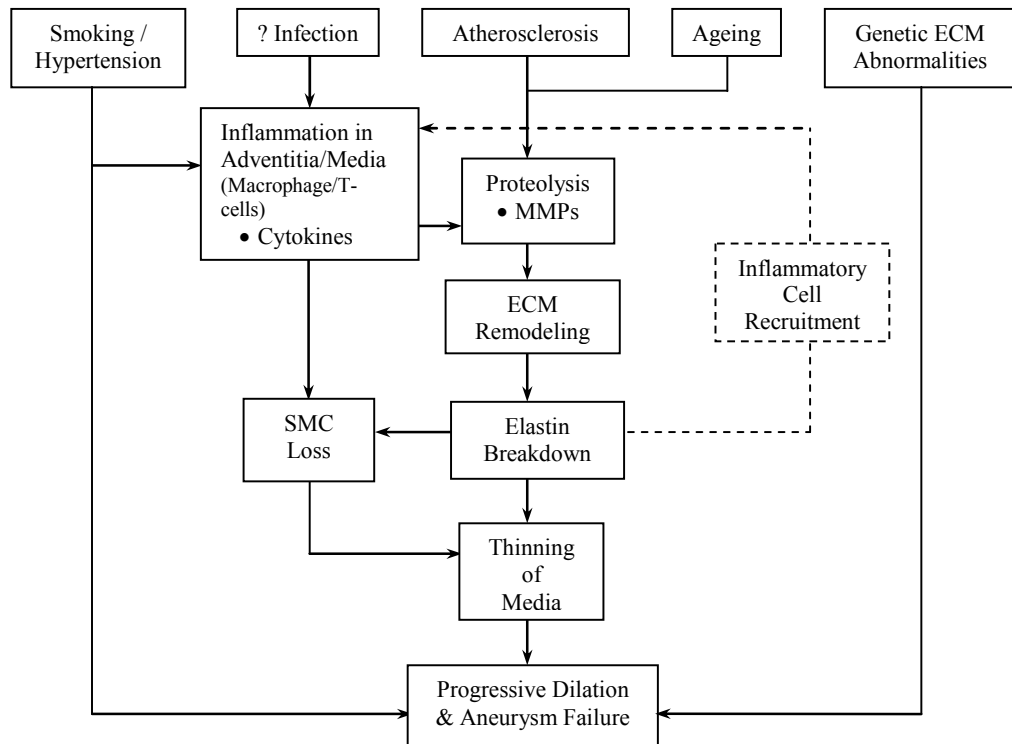 Smoking /
Hypertension
? Infection
Atherosclerosis
Ageing
Genetic ECM
Abnormalities
Inflammation in
Adventitia/Media
(Macrophage/T-
cells)
• Cytokines
Proteolysis
• MMPs
Inflammatory
Cell
Recruitment
ECM
Remodeling
SMC
Loss
Elastin
Breakdown
Thinning
of
Media
Progressive Dilation
& Aneurysm Failure